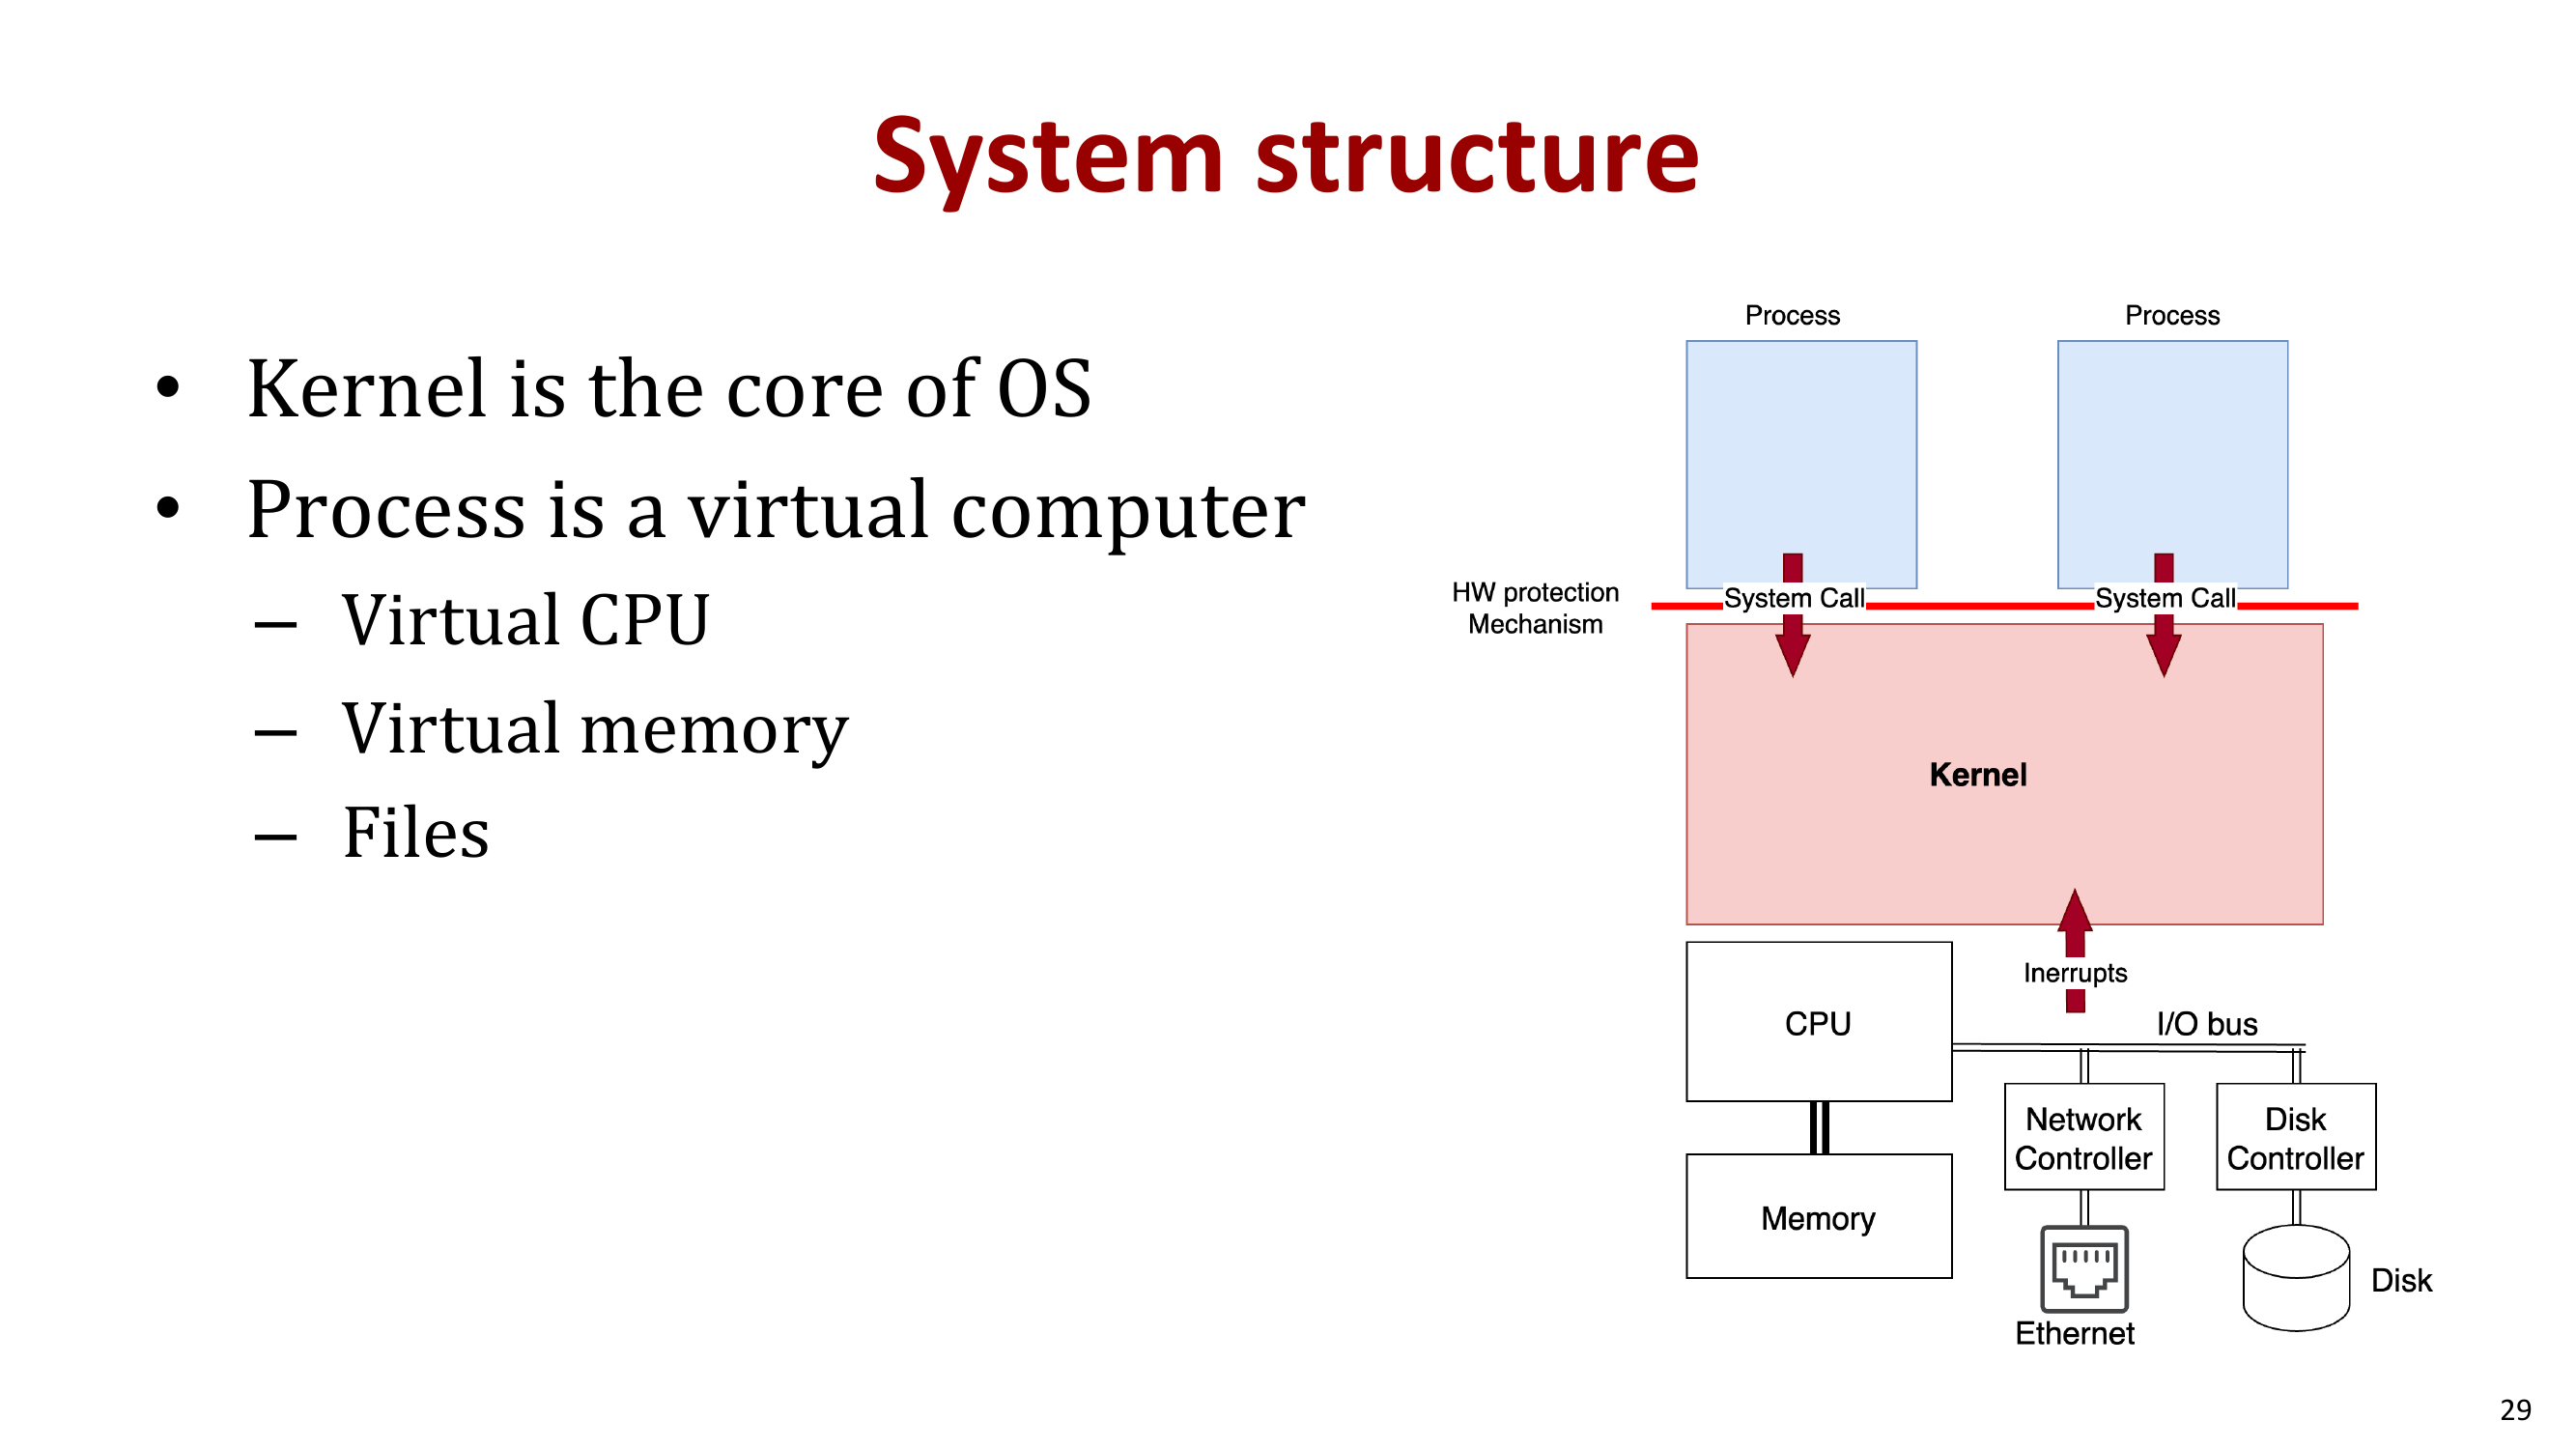 System structure
• Kernel is the core of OS
• Process is a virtual computer
– Virtual CPU
– Virtual memory
– Files
Process
Process
HW protection
Mechanism
System Call
System Call
Kernel
Inerrupts
CPU
I/O bus
Network
Controller
Disk
Controller
Memory
Disk
Ethernet
29